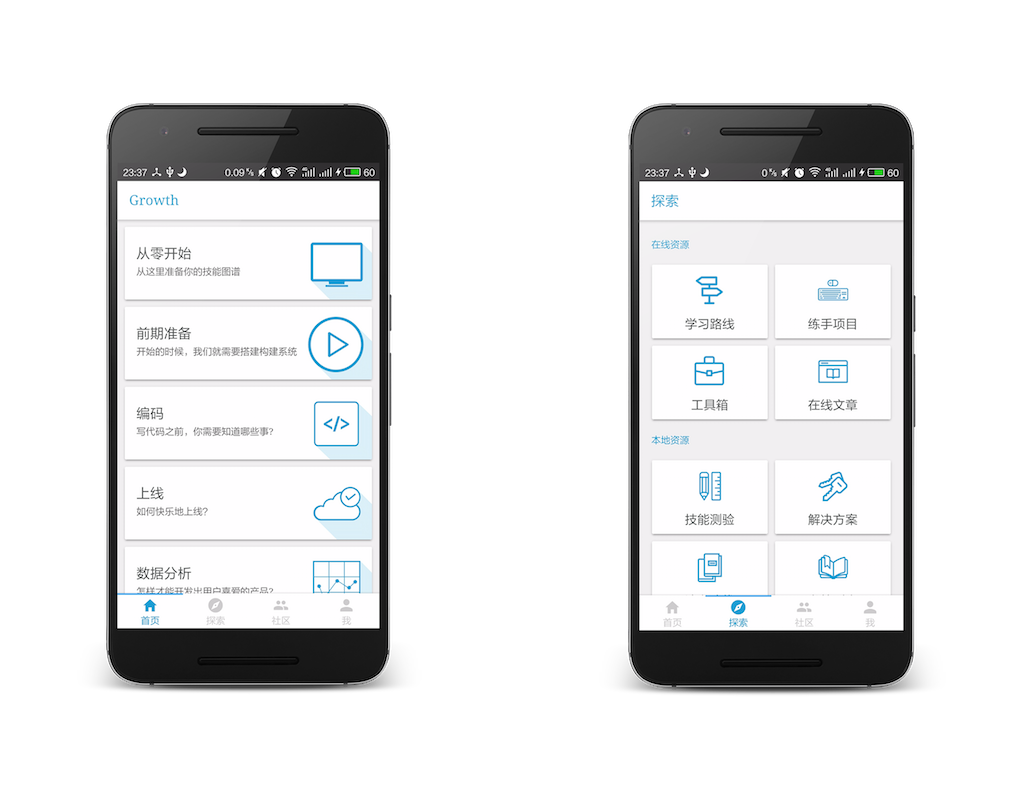 23:37 0.09 K/s 60
Growth
从零开始
从这里准备你的技能图谱
前期准备
开始的时候，我们就需要搭建构建系统
编码
写代码之前，你需要知道哪些事?
</>
上线
如何快乐地上线?
数据分析
怎样才能开发出用户喜爱的产品?
首页 探索 社区 我
23:37 0 K/s 60
探索
在线资源
学习路线 练手项目
工具箱 在线文章
本地资源
技能测验 解决方案
首页 探索 社区 我